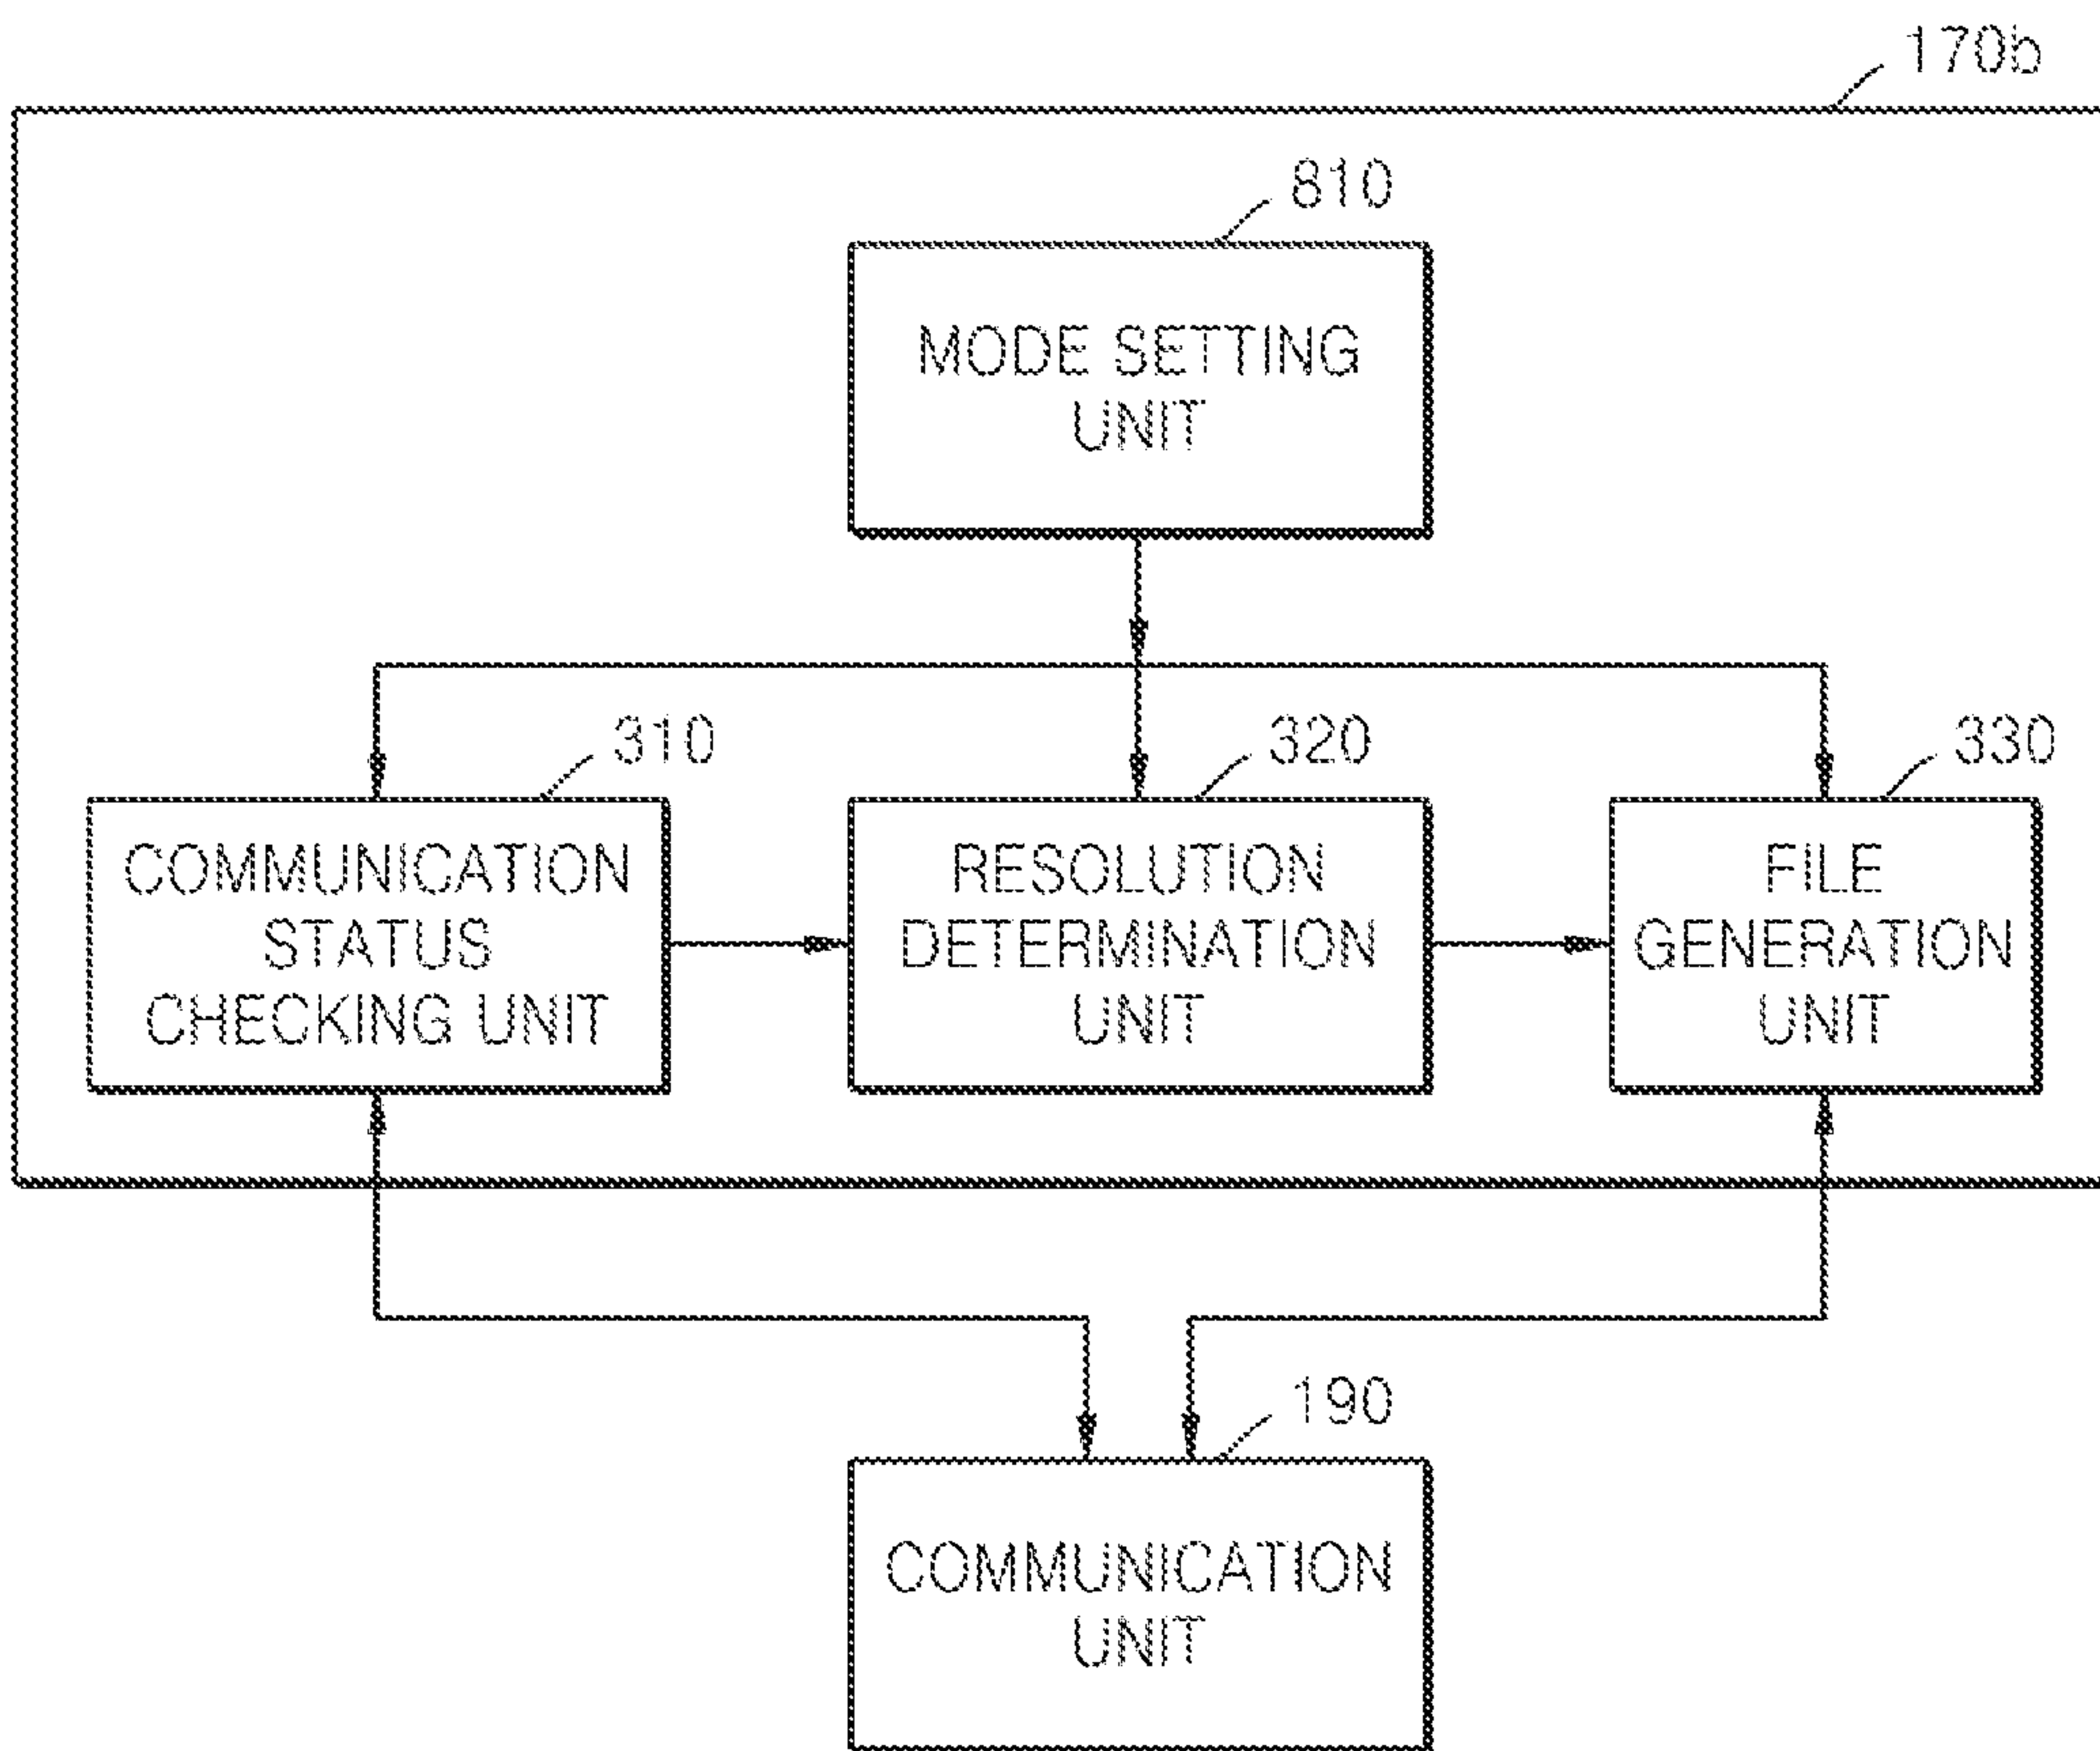 170b
810
MODE SETTING
UNIT
310
320
330
COMMUNICATION
STATUS
CHECKING UNIT
RESOLUTION
DETERMINATION
UNIT
FILE
GENERATION
UNIT
190
COMMUNICATION
UNIT